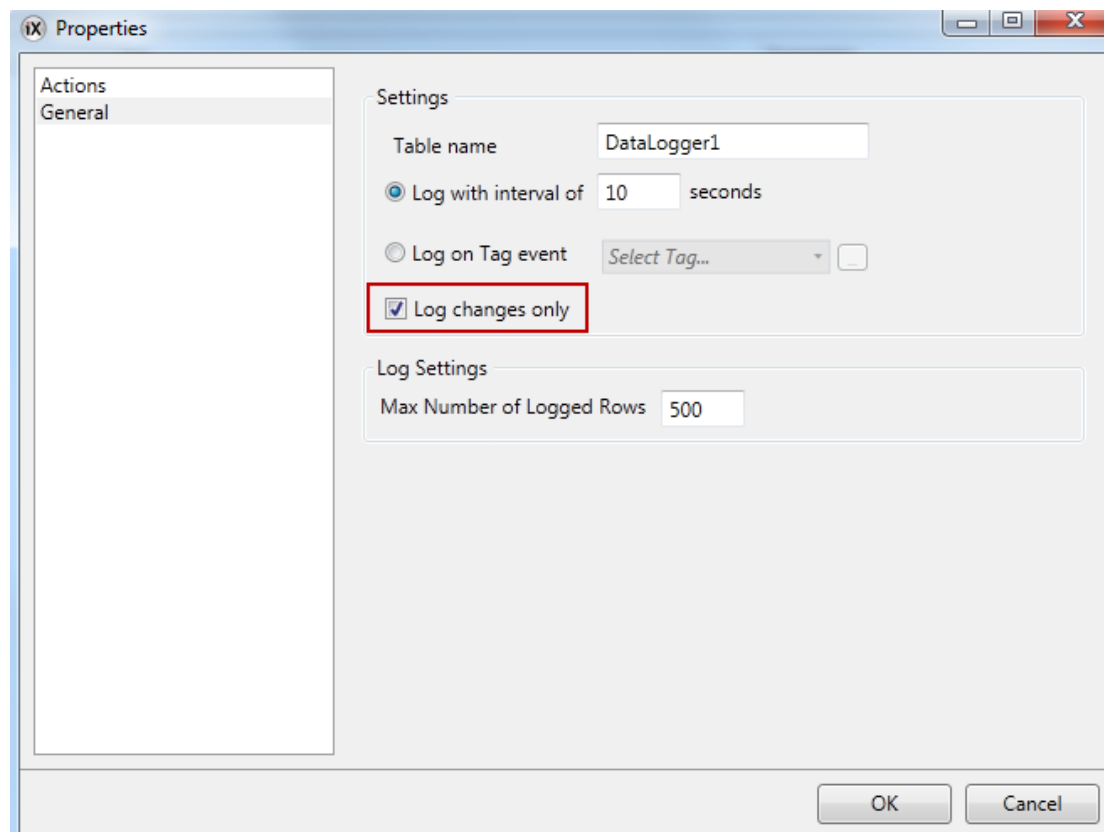 iX Properties
Actions
General
Settings
Table name DataLogger1
Log with interval of 10 seconds
Log on Tag event Select Tag... ...
Log changes only
Log Settings
Max Number of Logged Rows 500
OK Cancel